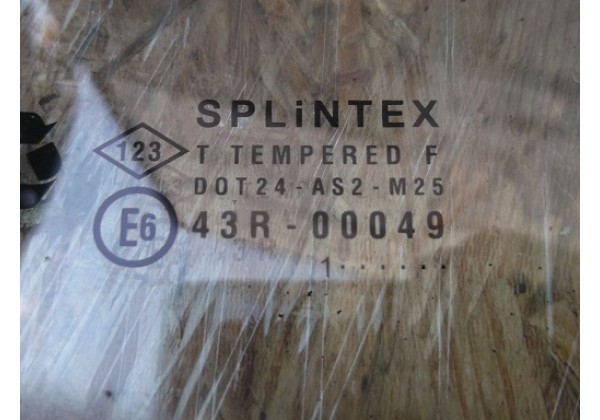 SPLiNTEX
123 T TEMPERED F
DOT24-AS2-M25
E6 43R-00049
1······